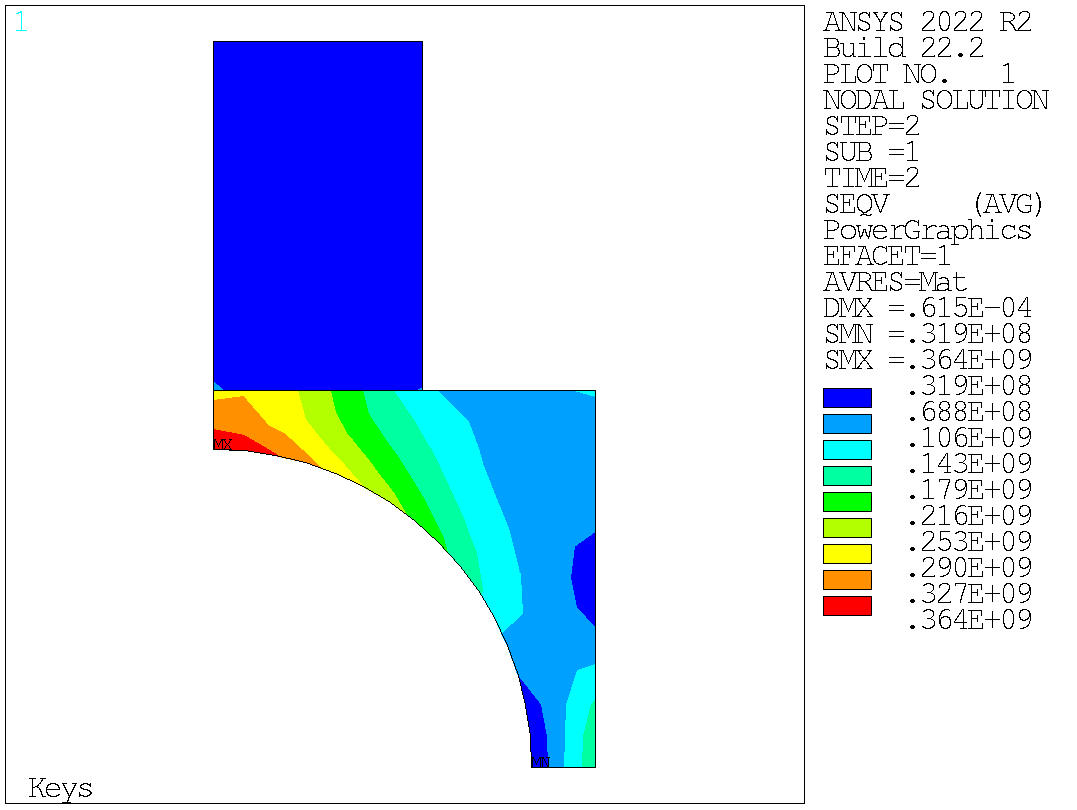 1
ANSYS 2022 R2
Build 22.2
PLOT NO.   1
NODAL SOLUTION
STEP=2
SUB =1
TIME=2
SEQV     (AVG)
PowerGraphics
EFACET=1
AVRES=Mat
DMX =.615E-04
SMN =.319E+08
SMX =.364E+09
.319E+08
.688E+08
.106E+09
.143E+09
.179E+09
.216E+09
.253E+09
.290E+09
.327E+09
.364E+09
MX
MN
Keys